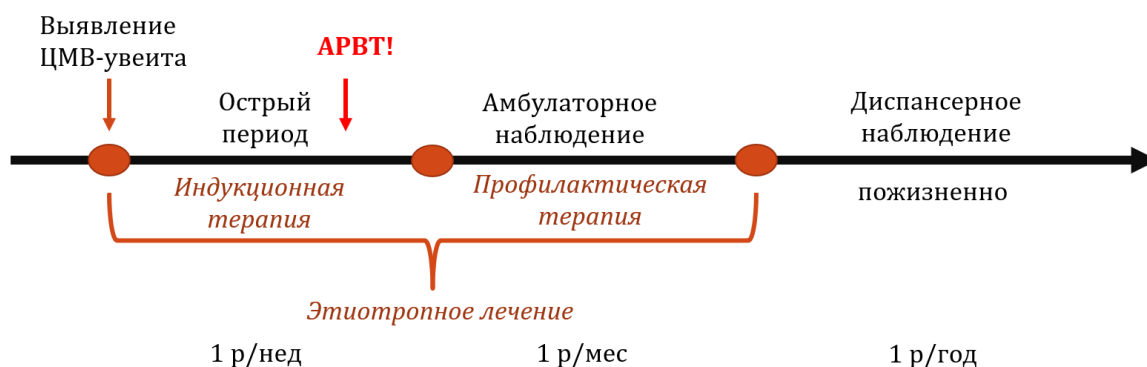 Выявление
ЦМВ-увеита
АРВТ!
Острый
период
Амбулаторное
наблюдение
Диспансерное
наблюдение
Индукционная
терапия
Профилактическая
терапия
пожизненно
Этиотропное лечение
1 р/нед
1 р/мес
1 р/год